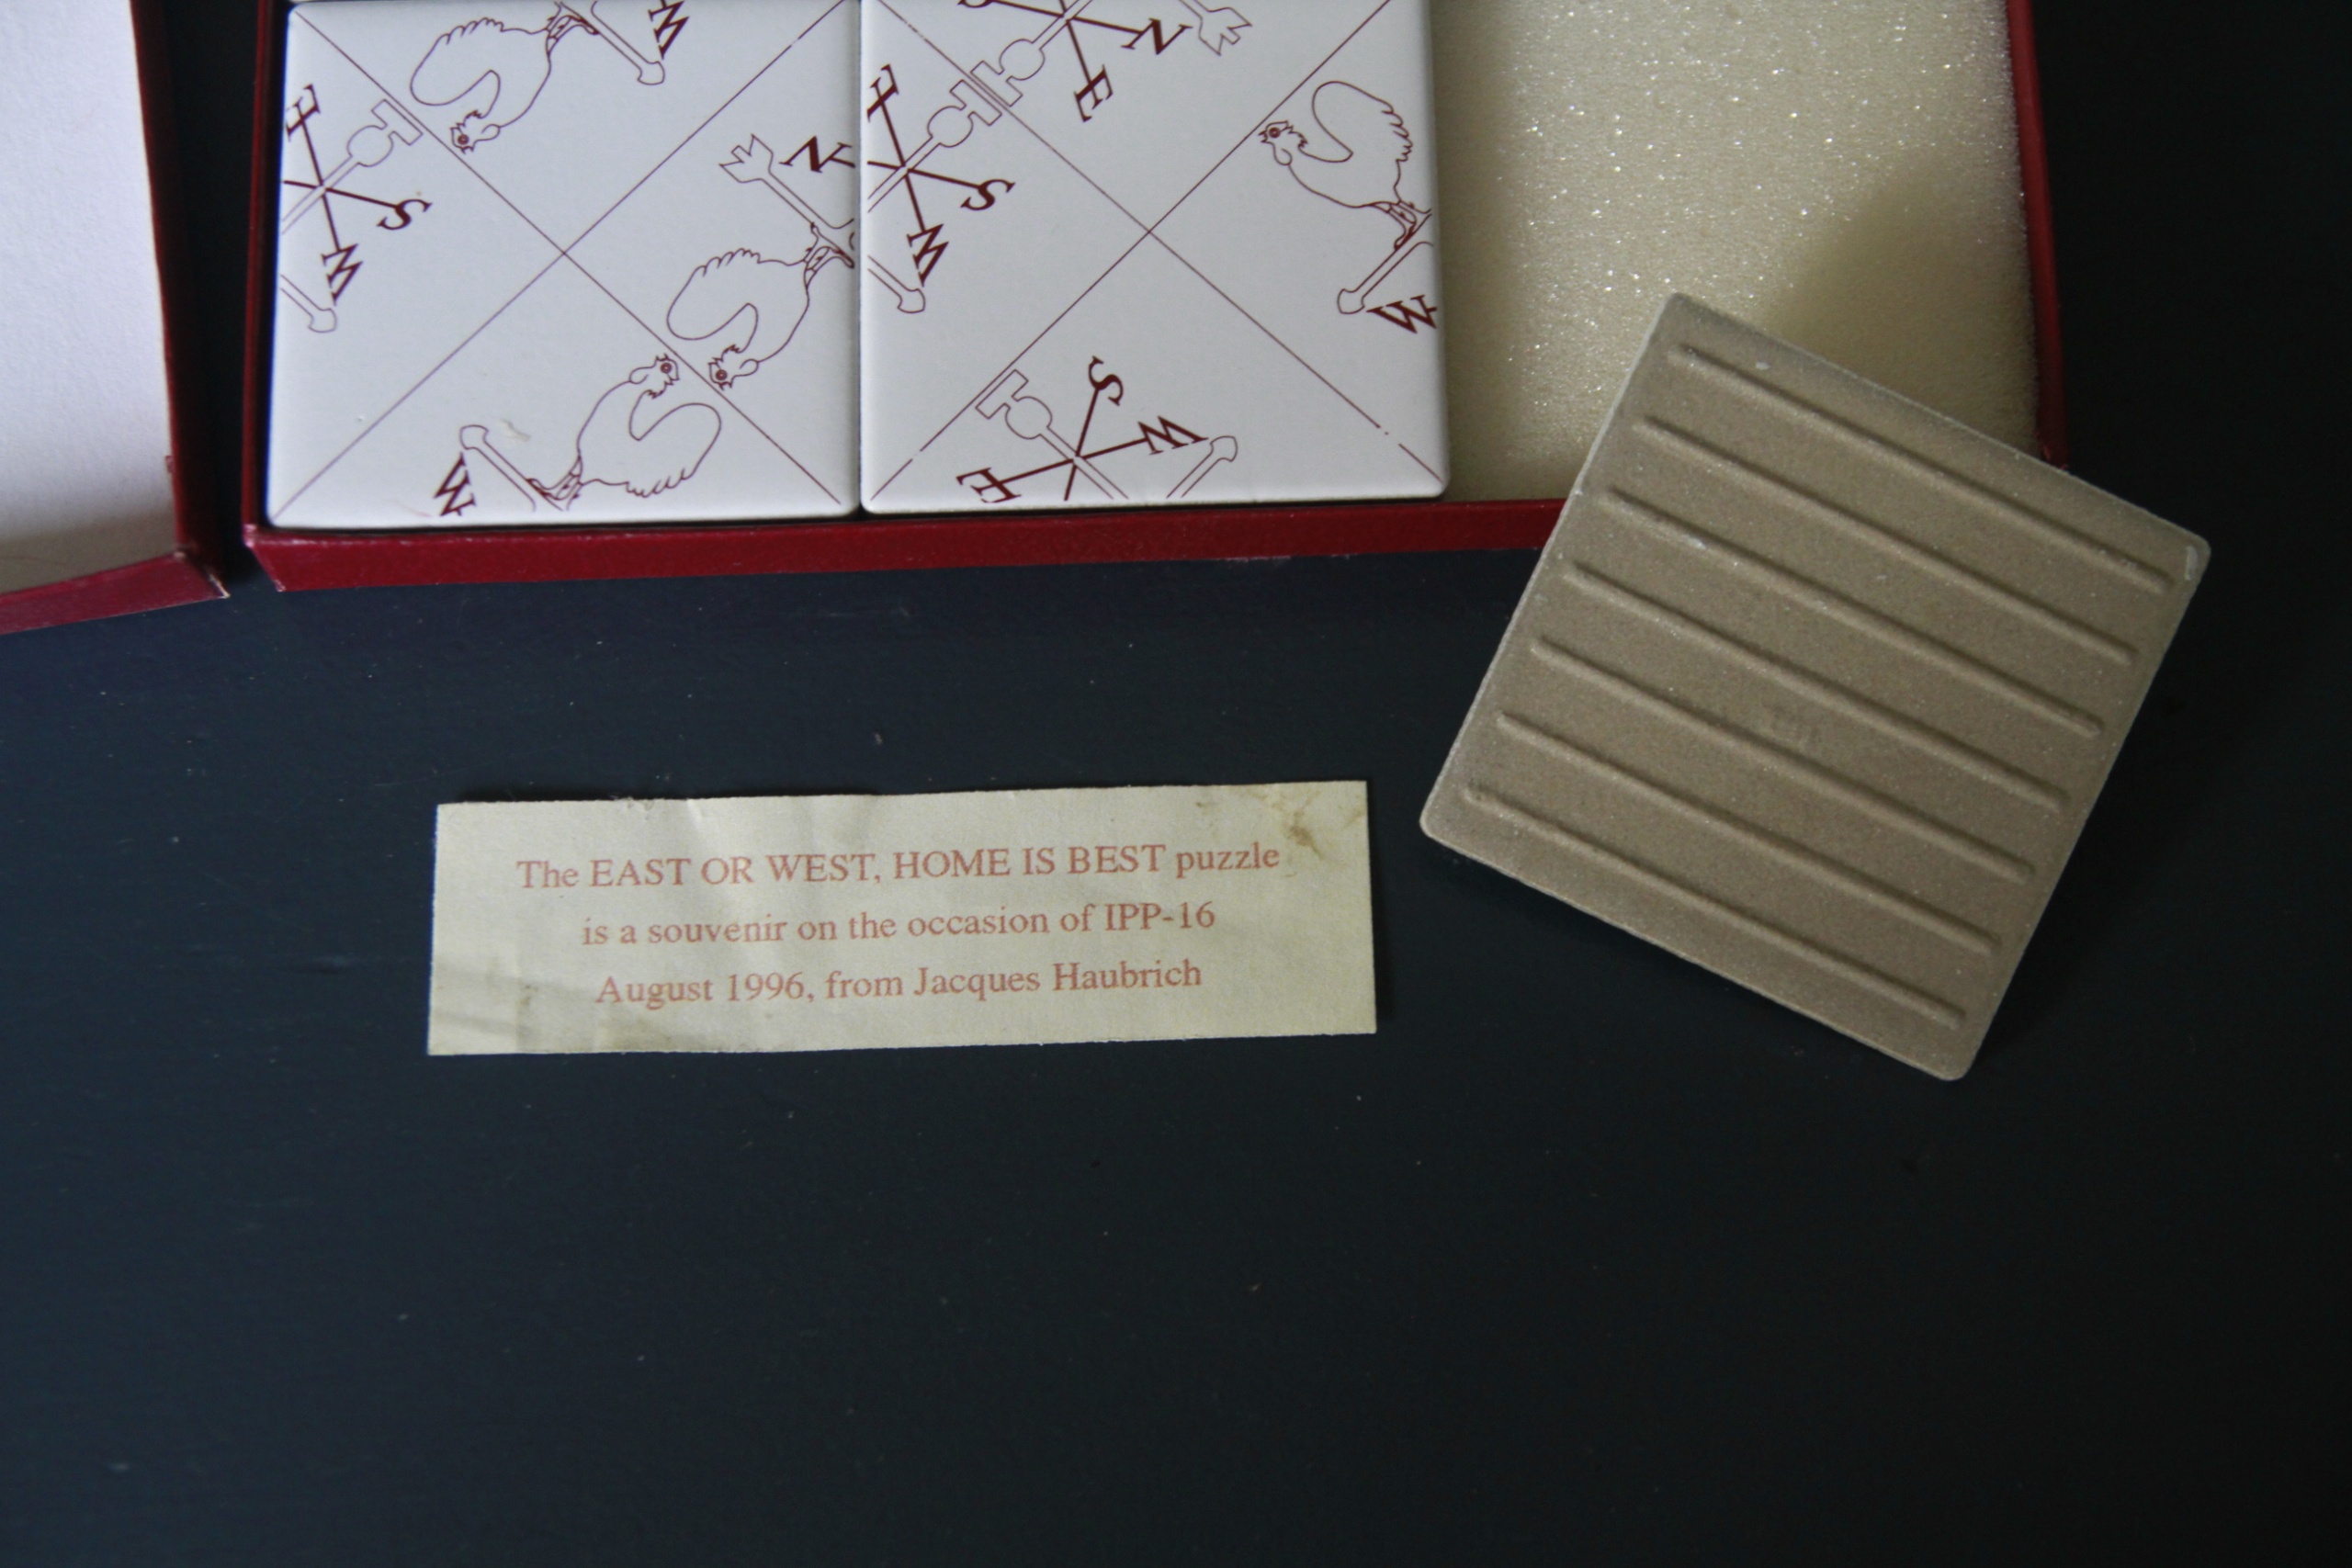 W
N
E
S
W
N
E
E
S
W
W
W
S
W
E
The EAST OR WEST, HOME IS BEST puzzle
is a souvenir on the occasion of IPP-16
August 1996, from Jacques Haubrich